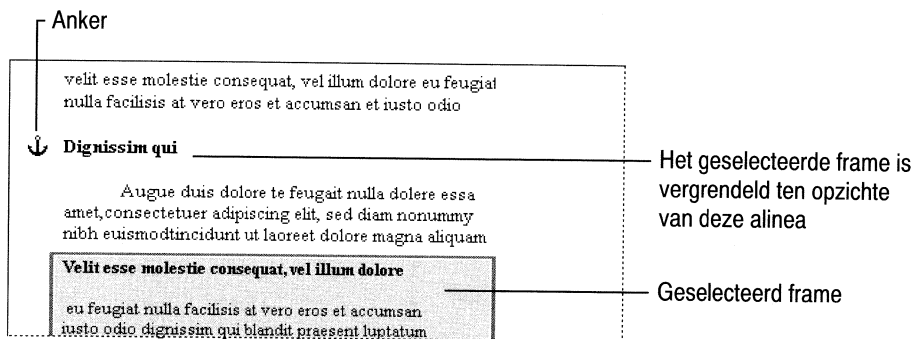 Anker
velit esse molestie consequat, vel illum dolore eu feugiat
nulla facilisis at vero eros et accumsan et iusto odio
Dignissim qui
Het geselecteerde frame is
vergrendeld ten opzichte
van deze alinea
Augue duis dolore te feugait nulla dolere essa
amet,consectetuer adipiscing elit, sed diam nonummy
nibh euismodtincidunt ut laoreet dolore magna aliquam
Velit esse molestie consequat,vel illum dolore
Geselecteerd frame
eu feugiat nulla facilisis at vero eros et accumsan
iusto odio dignissim qui blandit praesent luptatum